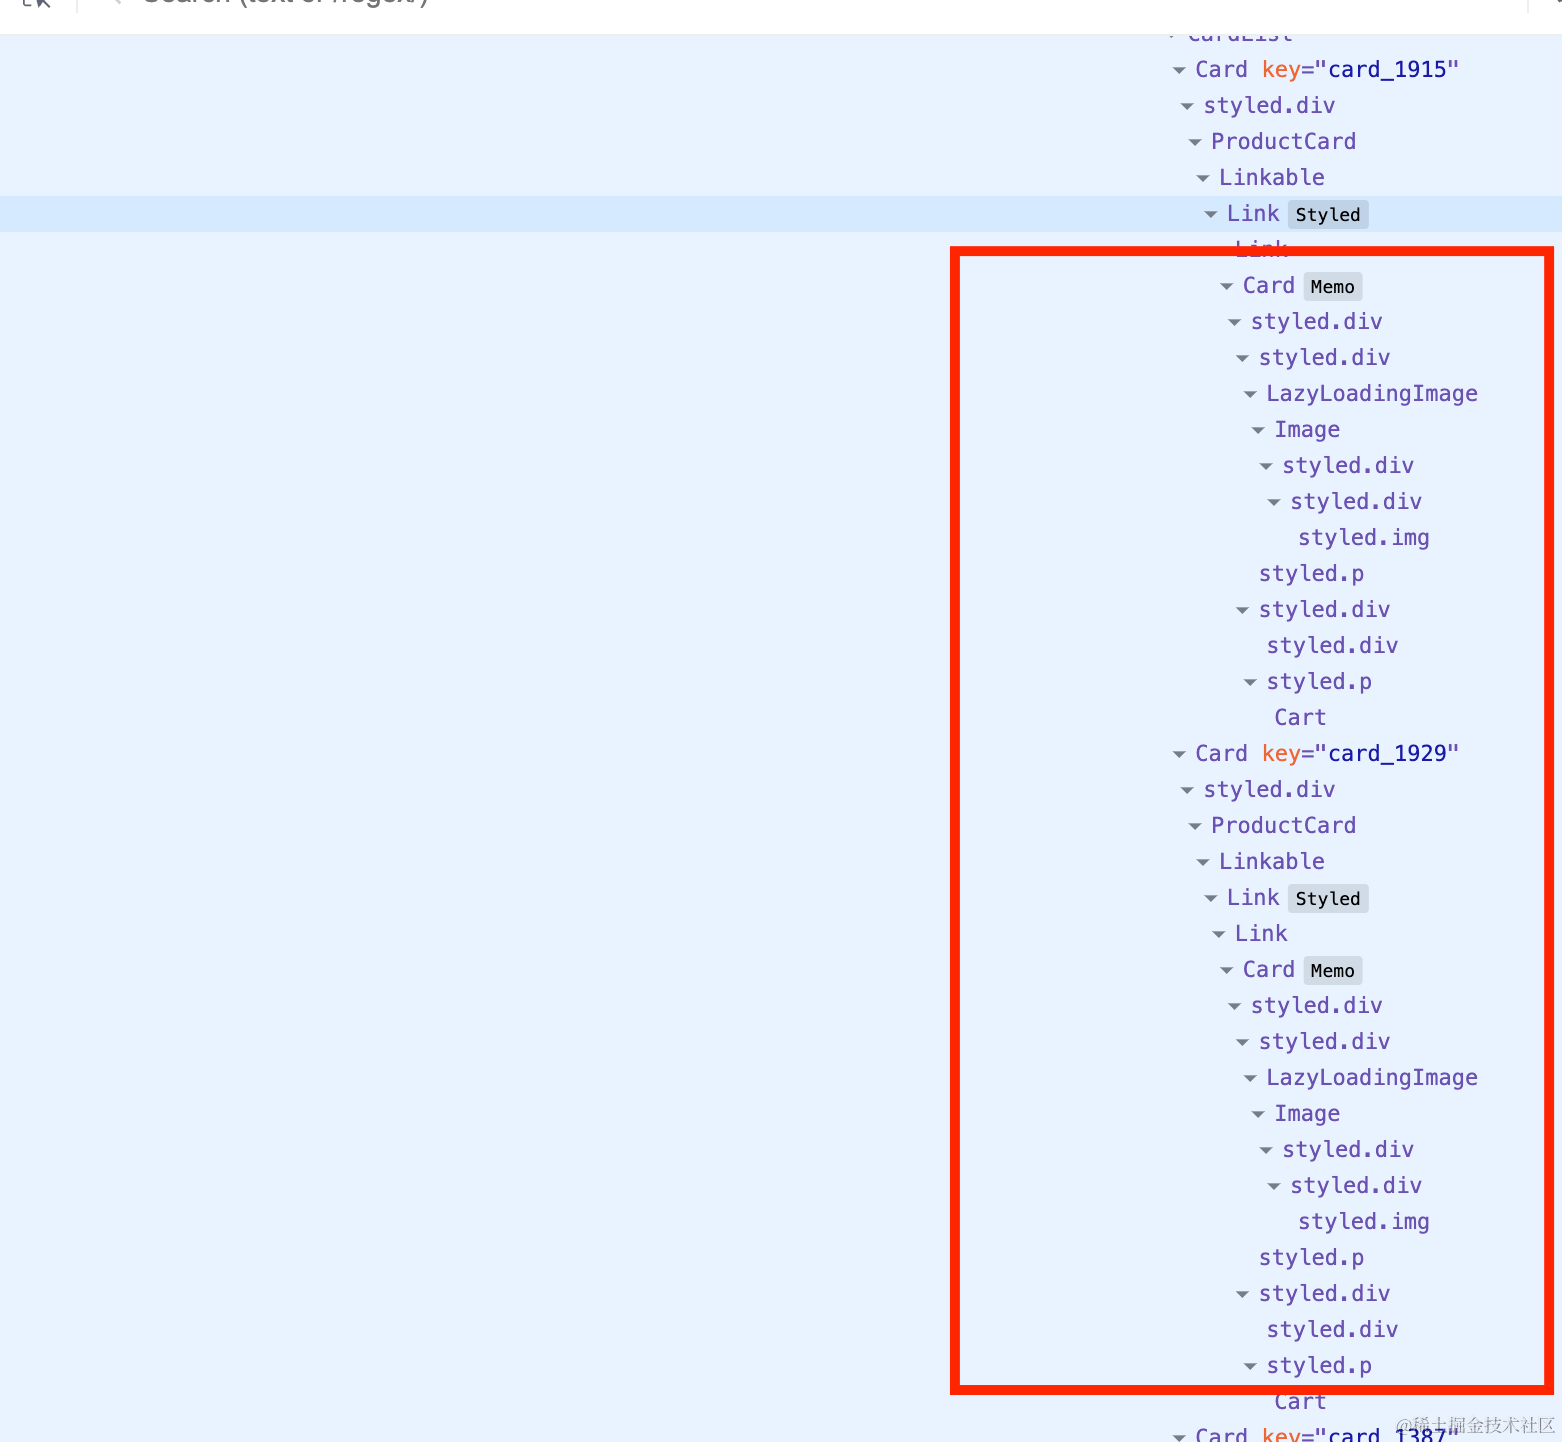 Search (text or /regex/)
CardList
Card key="card_1915"
styled.div
ProductCard
Linkable
Link Styled
Link
Card Memo
styled.div
styled.div
LazyLoadingImage
Image
styled.div
styled.div
styled.img
styled.p
styled.div
styled.div
styled.p
Cart
Card key="card_1929"
styled.div
ProductCard
Linkable
Link Styled
Link
Card Memo
styled.div
styled.div
LazyLoadingImage
Image
styled.div
styled.div
styled.img
styled.p
styled.div
styled.div
styled.p
Cart
@稀土掘金技术社区
Card key="card_1387"